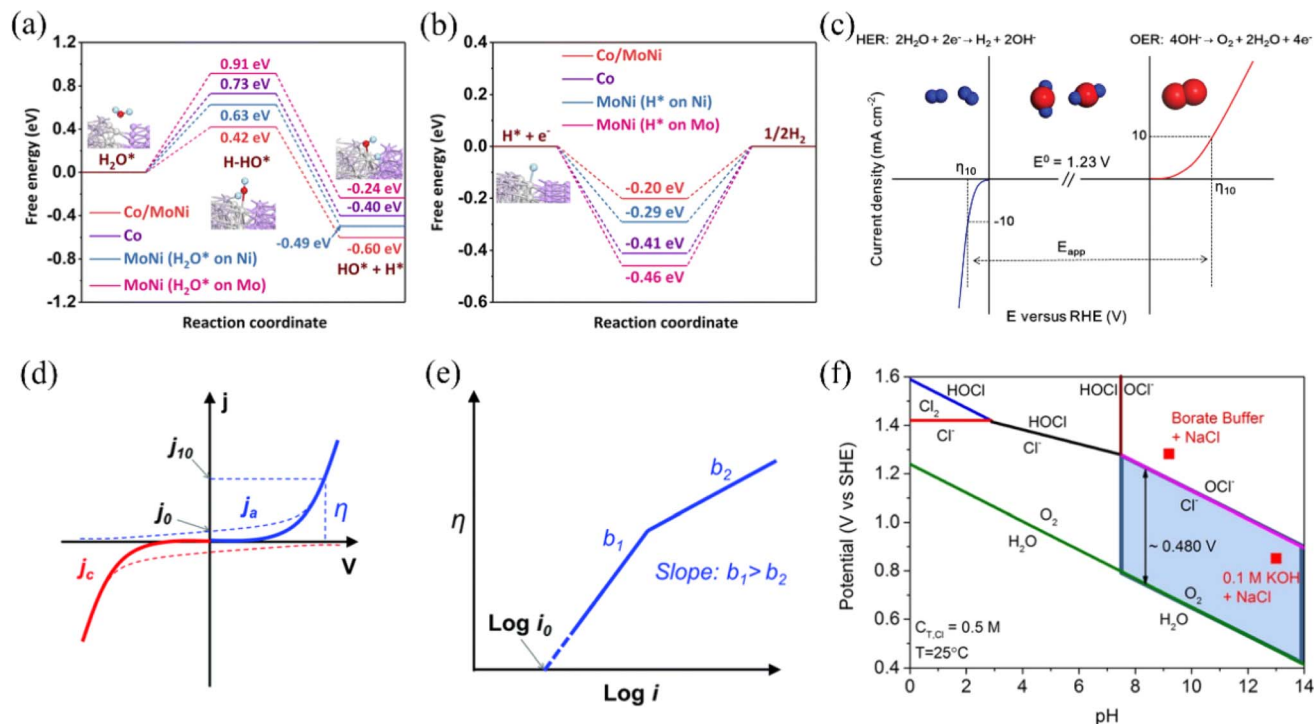 (a)
1.2
0.8
0.4
0.0
-0.4
-0.8
-1.2
Free energy (eV)
0.91 eV
0.73 eV
0.63 eV
0.42 eV
H₂O*
H-HO*
-0.24 eV
-0.40 eV
-0.49 eV
-0.60 eV
HO* + H*
Co/MoNi
Co
MoNi (H₂O* on Ni)
MoNi (H₂O* on Mo)
Reaction coordinate
(b)
0.4
0.2
0.0
-0.2
-0.4
-0.6
Free energy (eV)
Co/MoNi
Co
MoNi (H* on Ni)
MoNi (H* on Mo)
H* + e⁻
1/2H₂
-0.20 eV
-0.29 eV
-0.41 eV
-0.46 eV
Reaction coordinate
(c)
HER: 2H₂O + 2e⁻→ H₂ + 2OH⁻
OER: 4OH⁻→ O₂ + 2H₂O + 4e⁻
Current density (mA cm⁻²)
10
η₁₀
E⁰ = 1.23 V
//
η₁₀
-10
Eapp
E versus RHE (V)
(d)
j
j₁₀
j₀
jₐ
η
j꜀
V
(e)
η
b₂
b₁
Slope: b₁> b₂
Log i₀
Log i
(f)
1.6
1.4
1.2
1.0
0.8
0.6
0.4
Potential (V vs SHE)
HOCl
HOCl
OCl⁻
Cl₂
Cl⁻
HOCl
Cl⁻
Borate Buffer
+ NaCl
OCl⁻
Cl⁻
O₂
H₂O
~ 0.480 V
0.1 M KOH
+ NaCl
O₂
H₂O
C_T,Cl = 0.5 M
T=25°C
0 2 4 6 8 10 12 14
pH